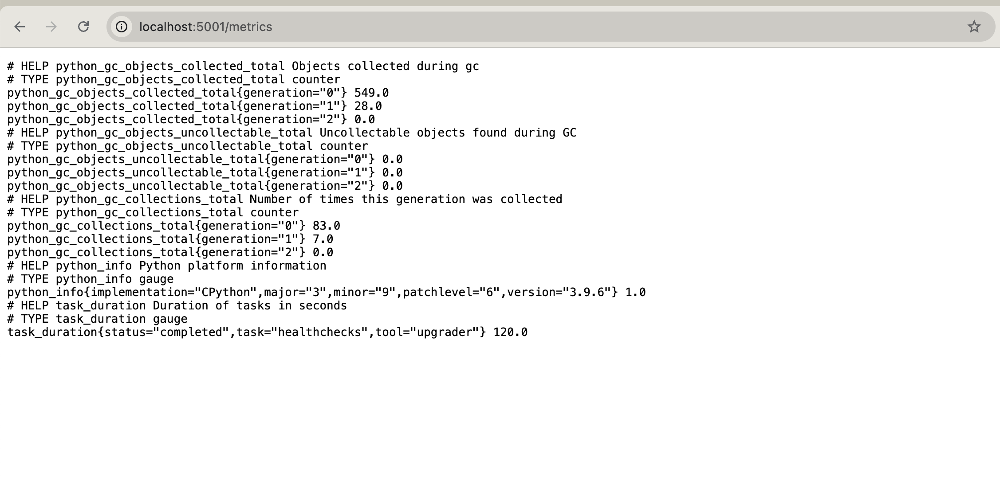 localhost:5001/metrics
# HELP python_gc_objects_collected_total Objects collected during gc
# TYPE python_gc_objects_collected_total counter
python_gc_objects_collected_total{generation="0"} 549.0
python_gc_objects_collected_total{generation="1"} 28.0
python_gc_objects_collected_total{generation="2"} 0.0
# HELP python_gc_objects_uncollectable_total Uncollectable objects found during GC
# TYPE python_gc_objects_uncollectable_total counter
python_gc_objects_uncollectable_total{generation="0"} 0.0
python_gc_objects_uncollectable_total{generation="1"} 0.0
python_gc_objects_uncollectable_total{generation="2"} 0.0
# HELP python_gc_collections_total Number of times this generation was collected
# TYPE python_gc_collections_total counter
python_gc_collections_total{generation="0"} 83.0
python_gc_collections_total{generation="1"} 7.0
python_gc_collections_total{generation="2"} 0.0
# HELP python_info Python platform information
# TYPE python_info gauge
python_info{implementation="CPython",major="3",minor="9",patchlevel="6",version="3.9.6"} 1.0
# HELP task_duration Duration of tasks in seconds
# TYPE task_duration gauge
task_duration{status="completed",task="healthchecks",tool="upgrader"} 120.0